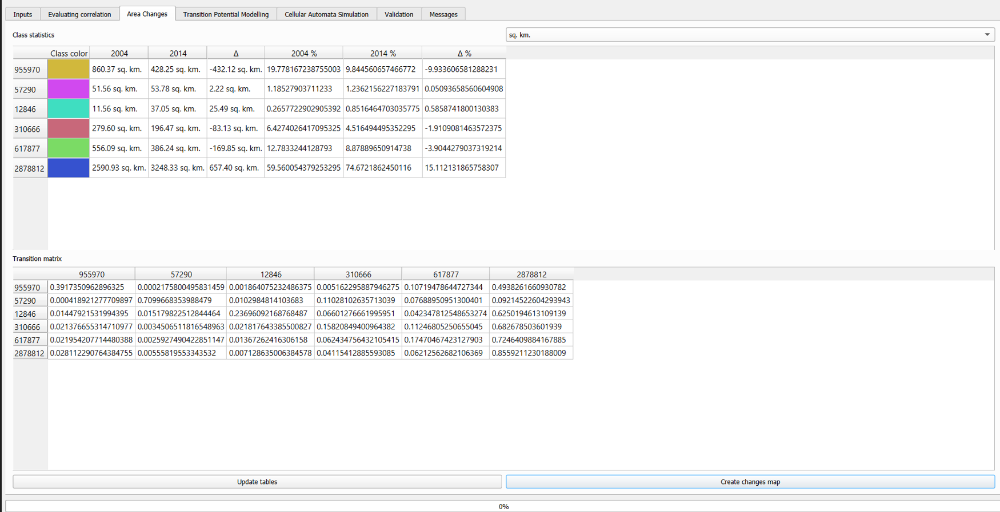 Inputs Evaluating correlation Area Changes Transition Potential Modelling Cellular Automata Simulation Validation Messages
Class statistics sq. km.
Class color 2004 2014 Δ 2004 % 2014 % Δ %
955970 860.37 sq. km. 428.25 sq. km. -432.12 sq. km. 19.778167238755003 9.844560657466772 -9.933606581288231
57290 51.56 sq. km. 53.78 sq. km. 2.22 sq. km. 1.18527903711233 1.2362156227183791 0.05093658560604908
12846 11.56 sq. km. 37.05 sq. km. 25.49 sq. km. 0.2657722902905392 0.8516464703035775 0.5858741800130383
310666 279.60 sq. km. 196.47 sq. km. -83.13 sq. km. 6.4274026417095325 4.516494495352295 -1.9109081463572375
617877 556.09 sq. km. 386.24 sq. km. -169.85 sq. km. 12.7833244128793 8.87889650914738 -3.9044279037319214
2878812 2590.93 sq. km. 3248.33 sq. km. 657.40 sq. km. 59.560054379253295 74.6721862450116 15.112131865758307
Transition matrix
955970 57290 12846 310666 617877 2878812
955970 0.3917350962896325 0.0002175800495831459 0.001864075232486375 0.005162295887946275 0.10719478644727344 0.4938261660930782
57290 0.000418921277709897 0.7099668353988479 0.0102984814103683 0.11028102635713039 0.07688950951300401 0.09214522604293943
12846 0.01447921531994395 0.015179822512844464 0.23696092168768487 0.06601276661995951 0.042347812548653274 0.6250194613109139
310666 0.021376655314710977 0.0034506511816548963 0.021817643385500827 0.15820849400964382 0.11246805250655045 0.682678503601939
617877 0.021954207714480388 0.0025927490422851147 0.01367262416306158 0.062434756432105415 0.17470467423127903 0.7246409884167885
2878812 0.028112290764384755 0.00555819553343532 0.007128635006384578 0.04115412885593085 0.06212562682106369 0.8559211230188009
Update tables Create changes map
0%